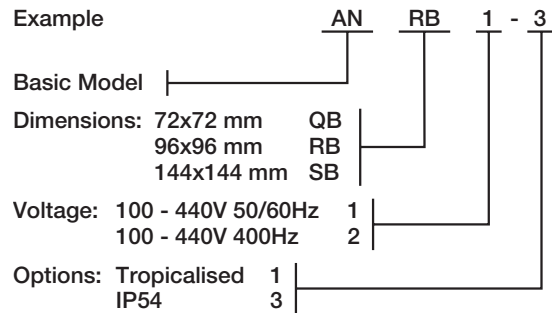 Example AN RB 1 - 3
Basic Model
Dimensions: 72x72 mm QB
96x96 mm RB
144x144 mm SB
Voltage: 100 - 440V 50/60Hz 1
100 - 440V 400Hz 2
Options: Tropicalised 1
IP54 3